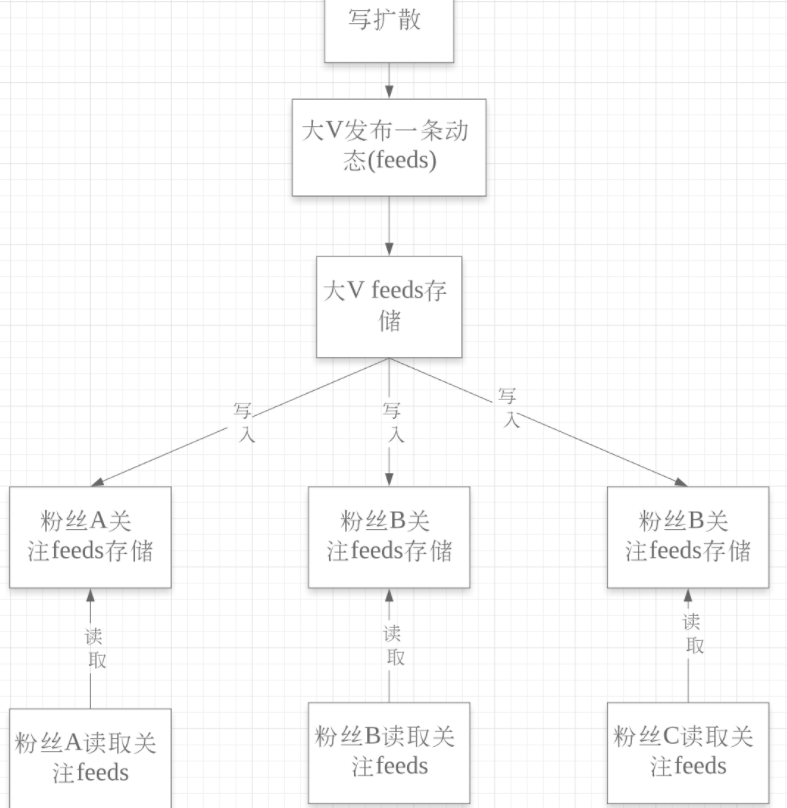 写扩散
大V发布一条动
态(feeds)
大V feeds存
储
写
入
写
入
写
入
粉丝A关
注feeds存储
粉丝B关
注feeds存储
粉丝B关
注feeds存储
读
取
读
取
读
取
粉丝A读取关
注feeds
粉丝B读取关
注feeds
粉丝C读取关
注feeds